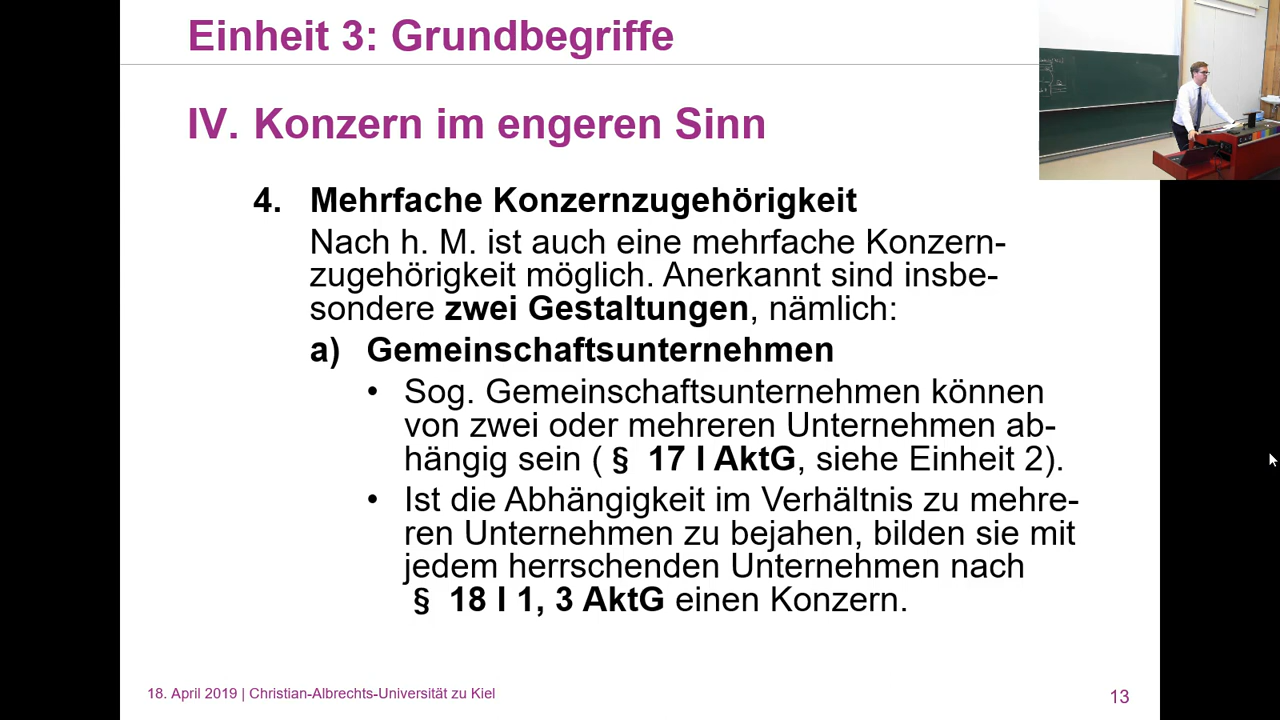 Einheit 3: Grundbegriffe
IV. Konzern im engeren Sinn
4. Mehrfache Konzernzugehörigkeit
Nach h. M. ist auch eine mehrfache Konzern-
zugehörigkeit möglich. Anerkannt sind insbe-
sondere zwei Gestaltungen, nämlich:
a) Gemeinschaftsunternehmen
• Sog. Gemeinschaftsunternehmen können
von zwei oder mehreren Unternehmen ab-
hängig sein ( § 17 I AktG, siehe Einheit 2).
• Ist die Abhängigkeit im Verhältnis zu mehre-
ren Unternehmen zu bejahen, bilden sie mit
jedem herrschenden Unternehmen nach
§ 18 I 1, 3 AktG einen Konzern.
18. April 2019 | Christian-Albrechts-Universität zu Kiel
13